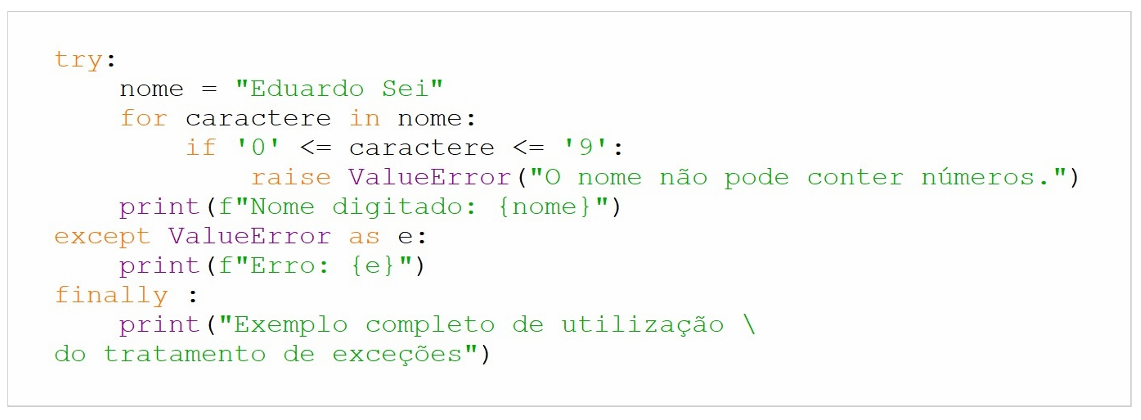 try:
    nome = "Eduardo Sei"
    for caractere in nome:
        if '0' <= caractere <= '9':
            raise ValueError("O nome não pode conter números.")
    print(f"Nome digitado: {nome}")
except ValueError as e:
    print(f"Erro: {e}")
finally :
    print("Exemplo completo de utilização \
do tratamento de exceções")